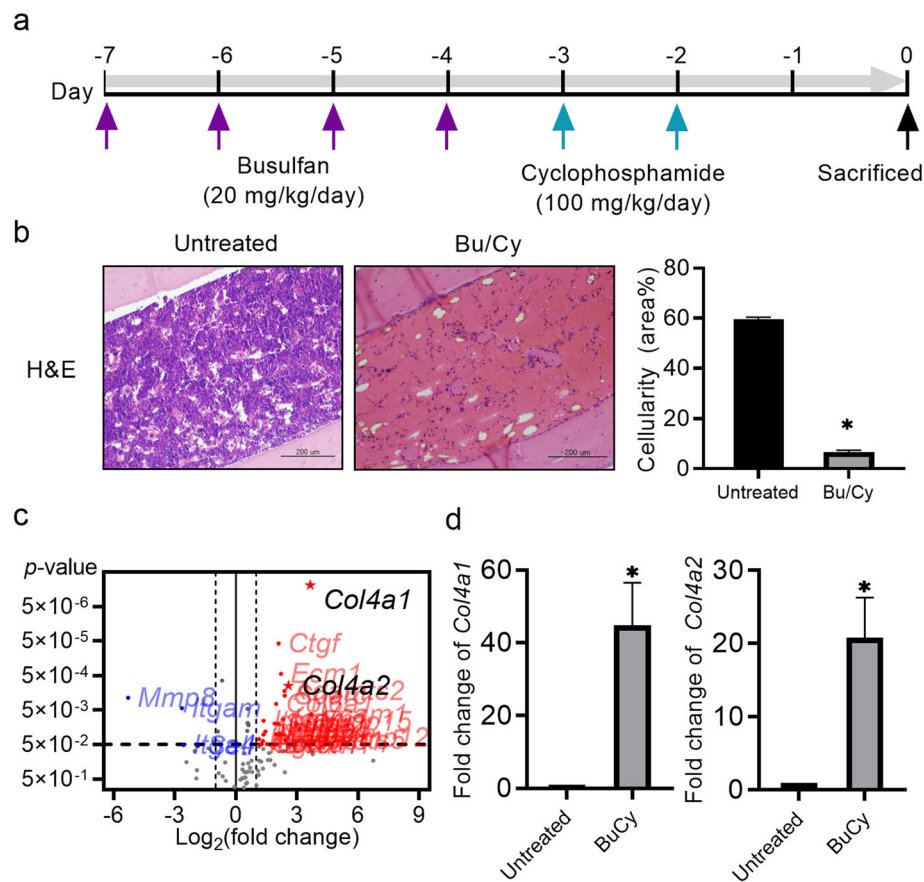 a
-7 -6 -5 -4 -3 -2 -1 0
Day
Busulfan
(20 mg/kg/day)
Cyclophosphamide
(100 mg/kg/day)
Sacrificed
b
Untreated
Bu/Cy
H&E
200 um
200 um
Cellularity (area%)
80
60
40
20
0
*
Untreated
Bu/Cy
c
p-value
5×10⁻⁶
5×10⁻⁵
5×10⁻⁴
5×10⁻³
5×10⁻²
5×10⁻¹
Col4a1
Ctgf
Ecm1
Col4a2
Mmp8
Itgam
-6 -3 0 3 6 9
Log₂(fold change)
d
Fold change of Col4a1
60
40
20
0
*
Untreated
BuCy
Fold change of Col4a2
30
20
10
0
*
Untreated
BuCy